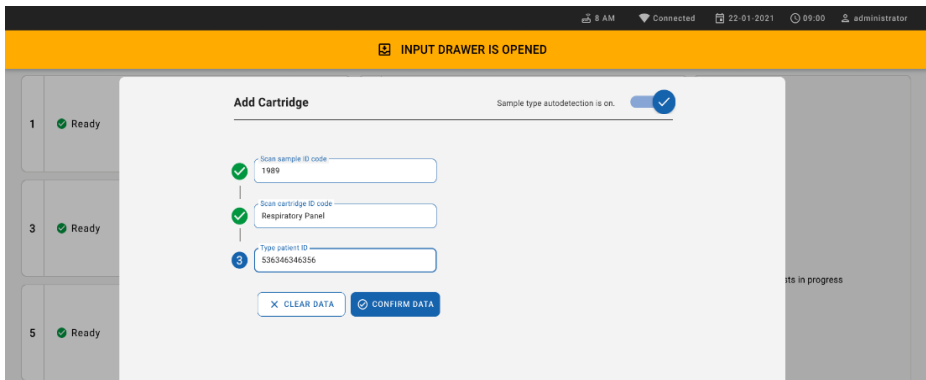 8 AM Connected 22-01-2021 09:00 administrator
INPUT DRAWER IS OPENED
Add Cartridge
Sample type autodetection is on.
1 Ready
Scan sample ID code
1989
Scan cartridge ID code
Respiratory Panel
3 Ready
Type patient ID
3 536346346356
sts in progress
CLEAR DATA CONFIRM DATA
5 Ready